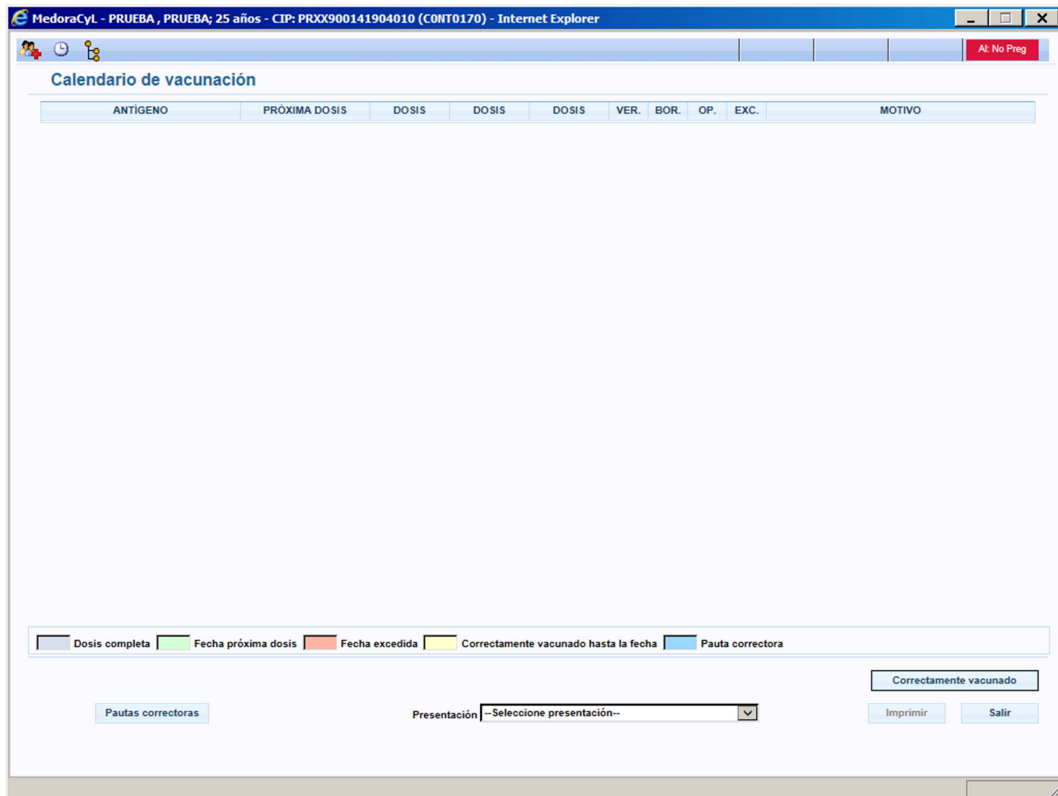 MedoraCyL - PRUEBA , PRUEBA; 25 años - CIP: PRXX900141904010 (C0NT0170) - Internet Explorer
Al: No Preg
Calendario de vacunación
ANTÍGENO PRÓXIMA DOSIS DOSIS DOSIS DOSIS VER. BOR. OP. EXC. MOTIVO
Dosis completa Fecha próxima dosis Fecha excedida Correctamente vacunado hasta la fecha Pauta correctora
Correctamente vacunado
Pautas correctoras Presentación --Seleccione presentación-- Imprimir Salir